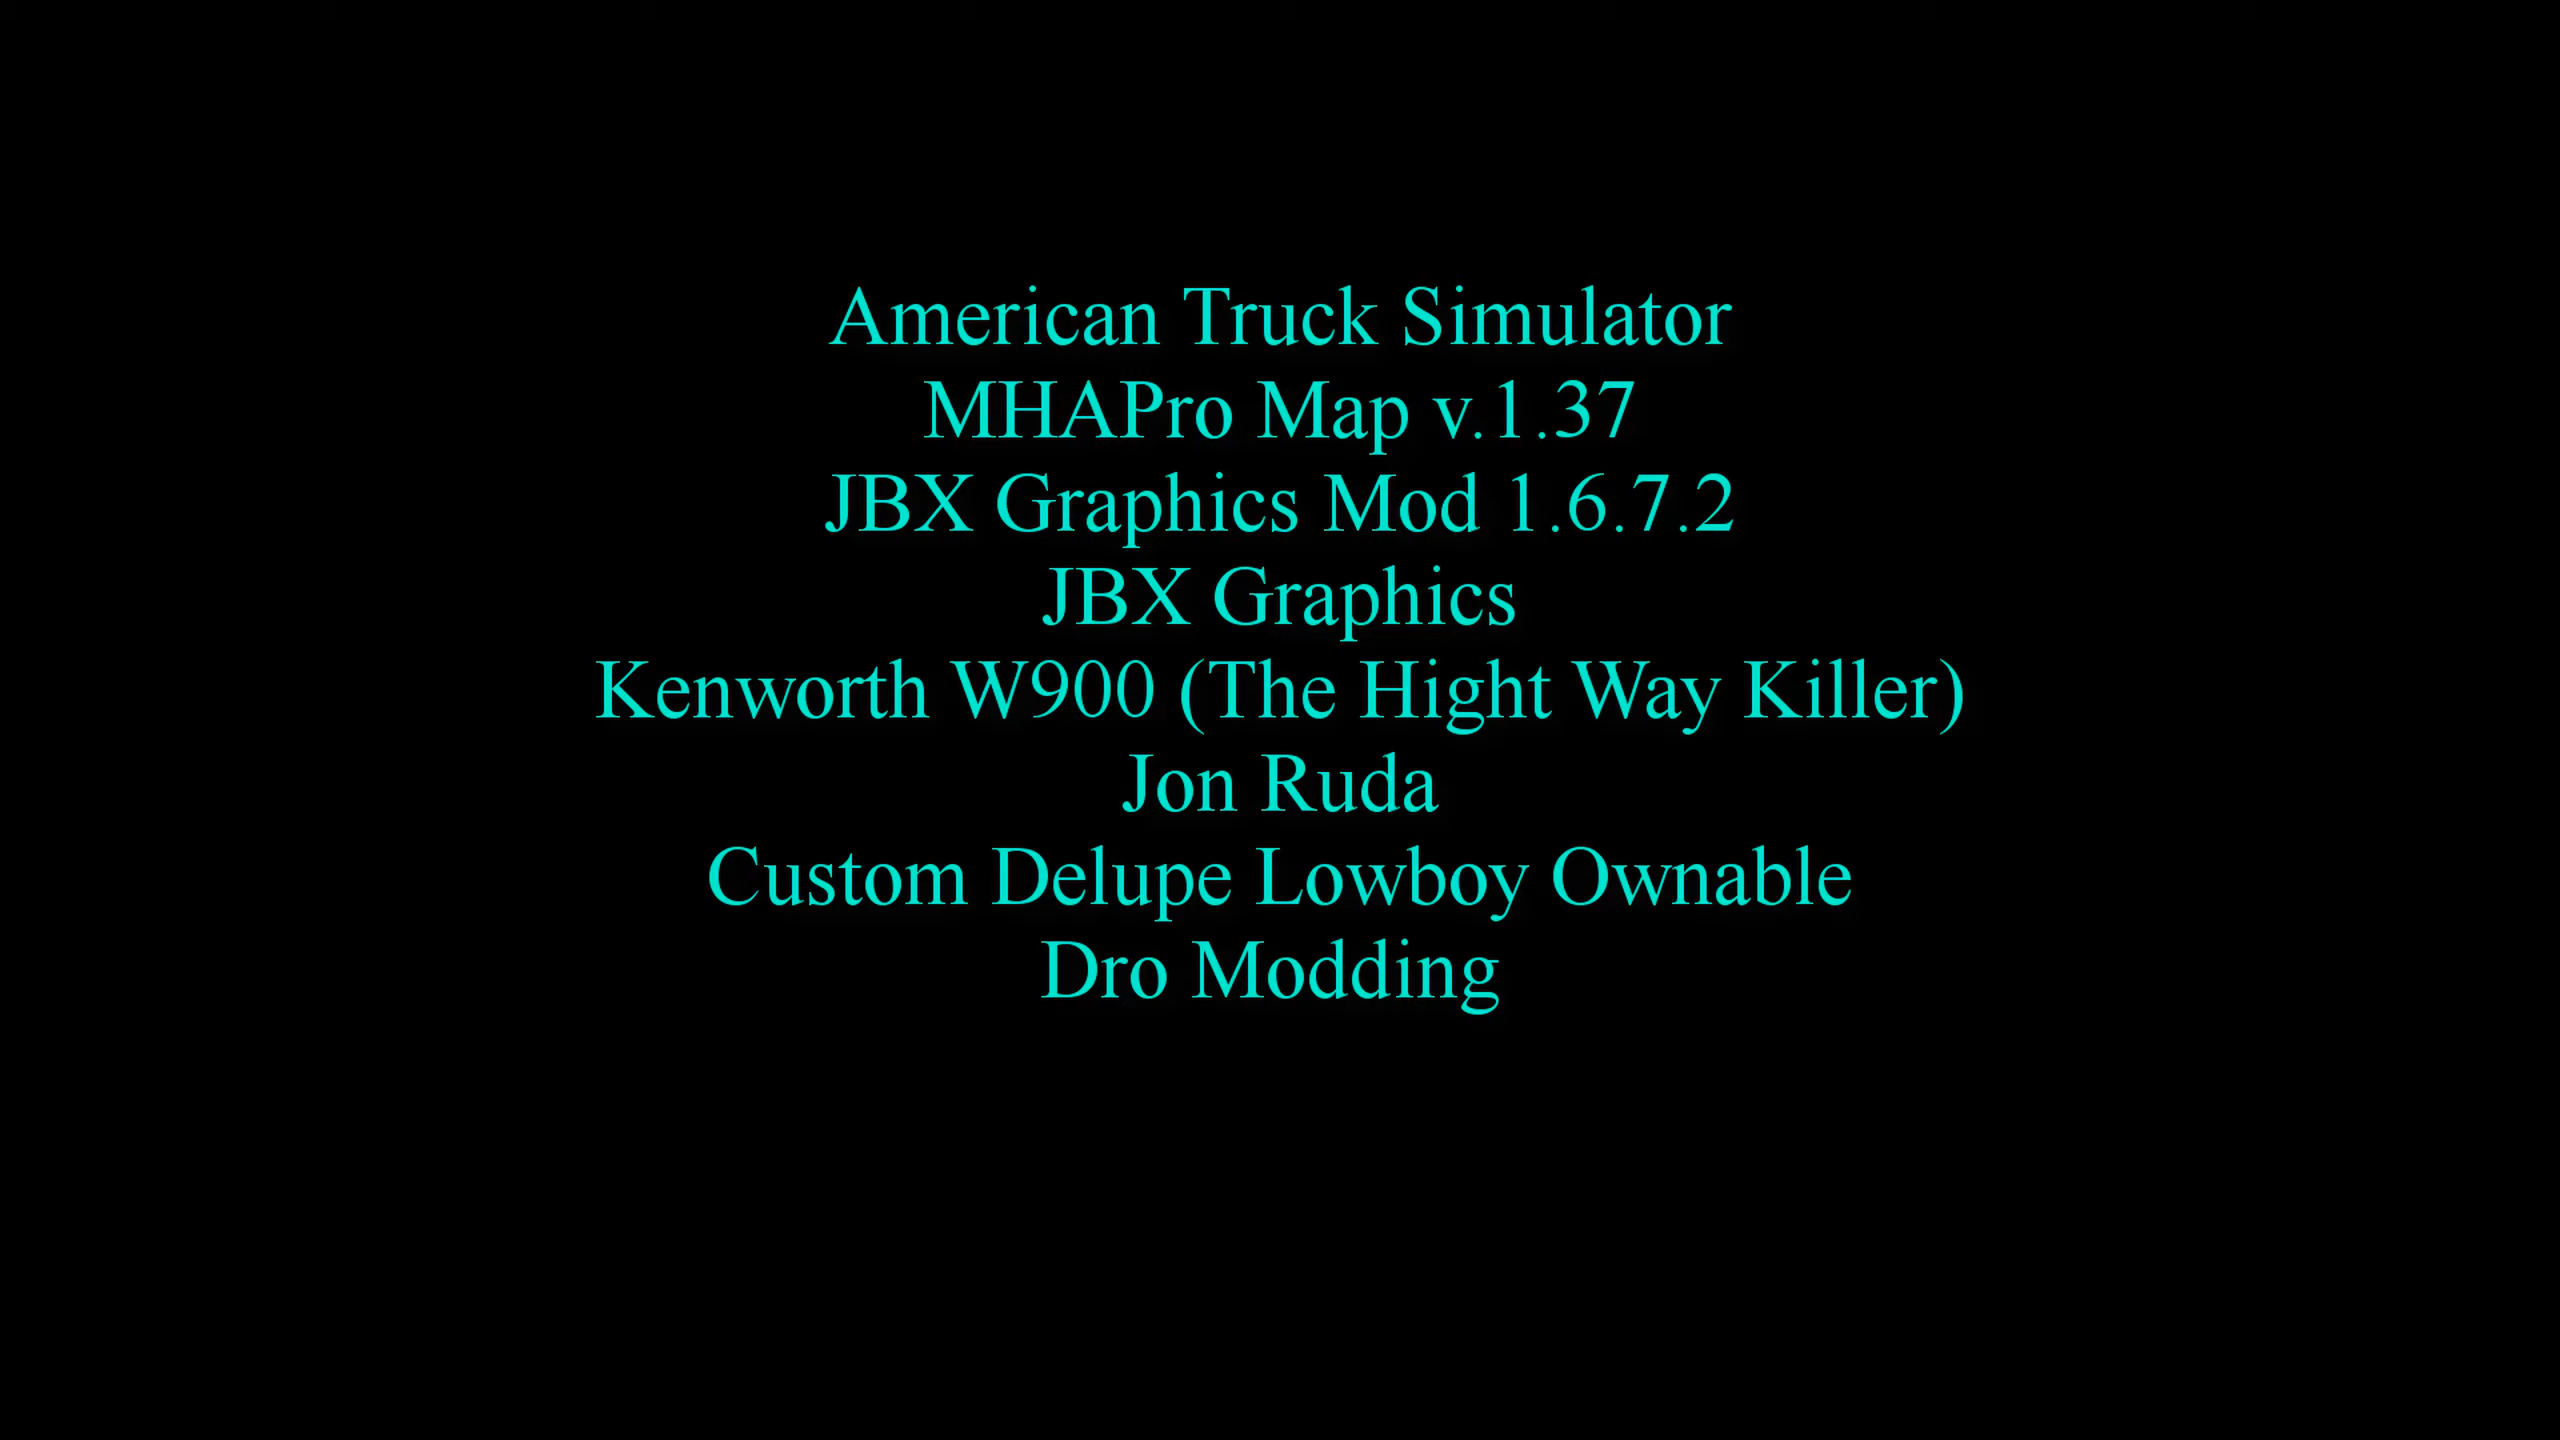 American Truck Simulator
MHAPro Map v.1.37
JBX Graphics Mod 1.6.7.2
JBX Graphics
Kenworth W900 (The Hight Way Killer)
Jon Ruda
Custom Delupe Lowboy Ownable
Dro Modding